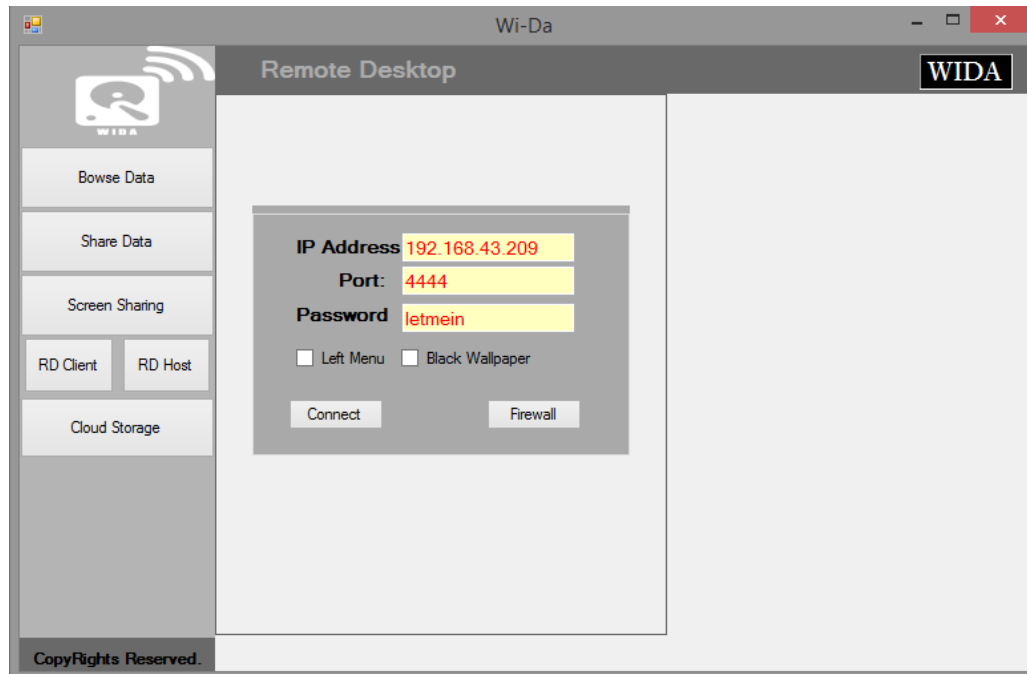 Wi-Da
WIDA
Remote Desktop
WIDA
Bowse Data
Share Data
Screen Sharing
RD Client RD Host
Cloud Storage
IP Address 192.168.43.209
Port: 4444
Password letmein
Left Menu Black Wallpaper
Connect Firewall
CopyRights Reserved.